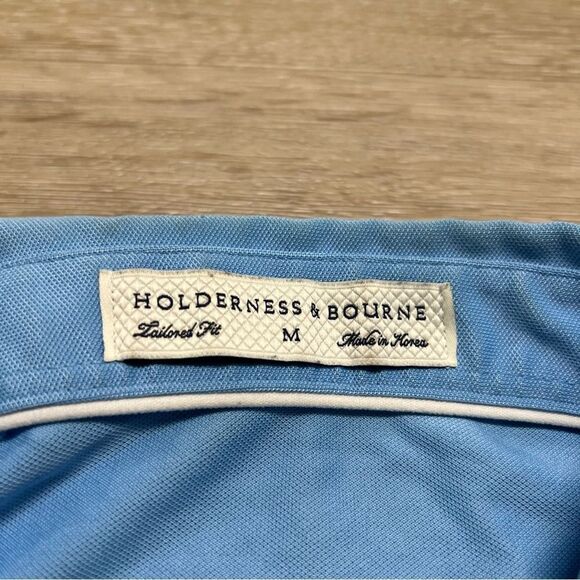 HOLDERNESS & BOURNE
Tailored Fit M Made in Korea